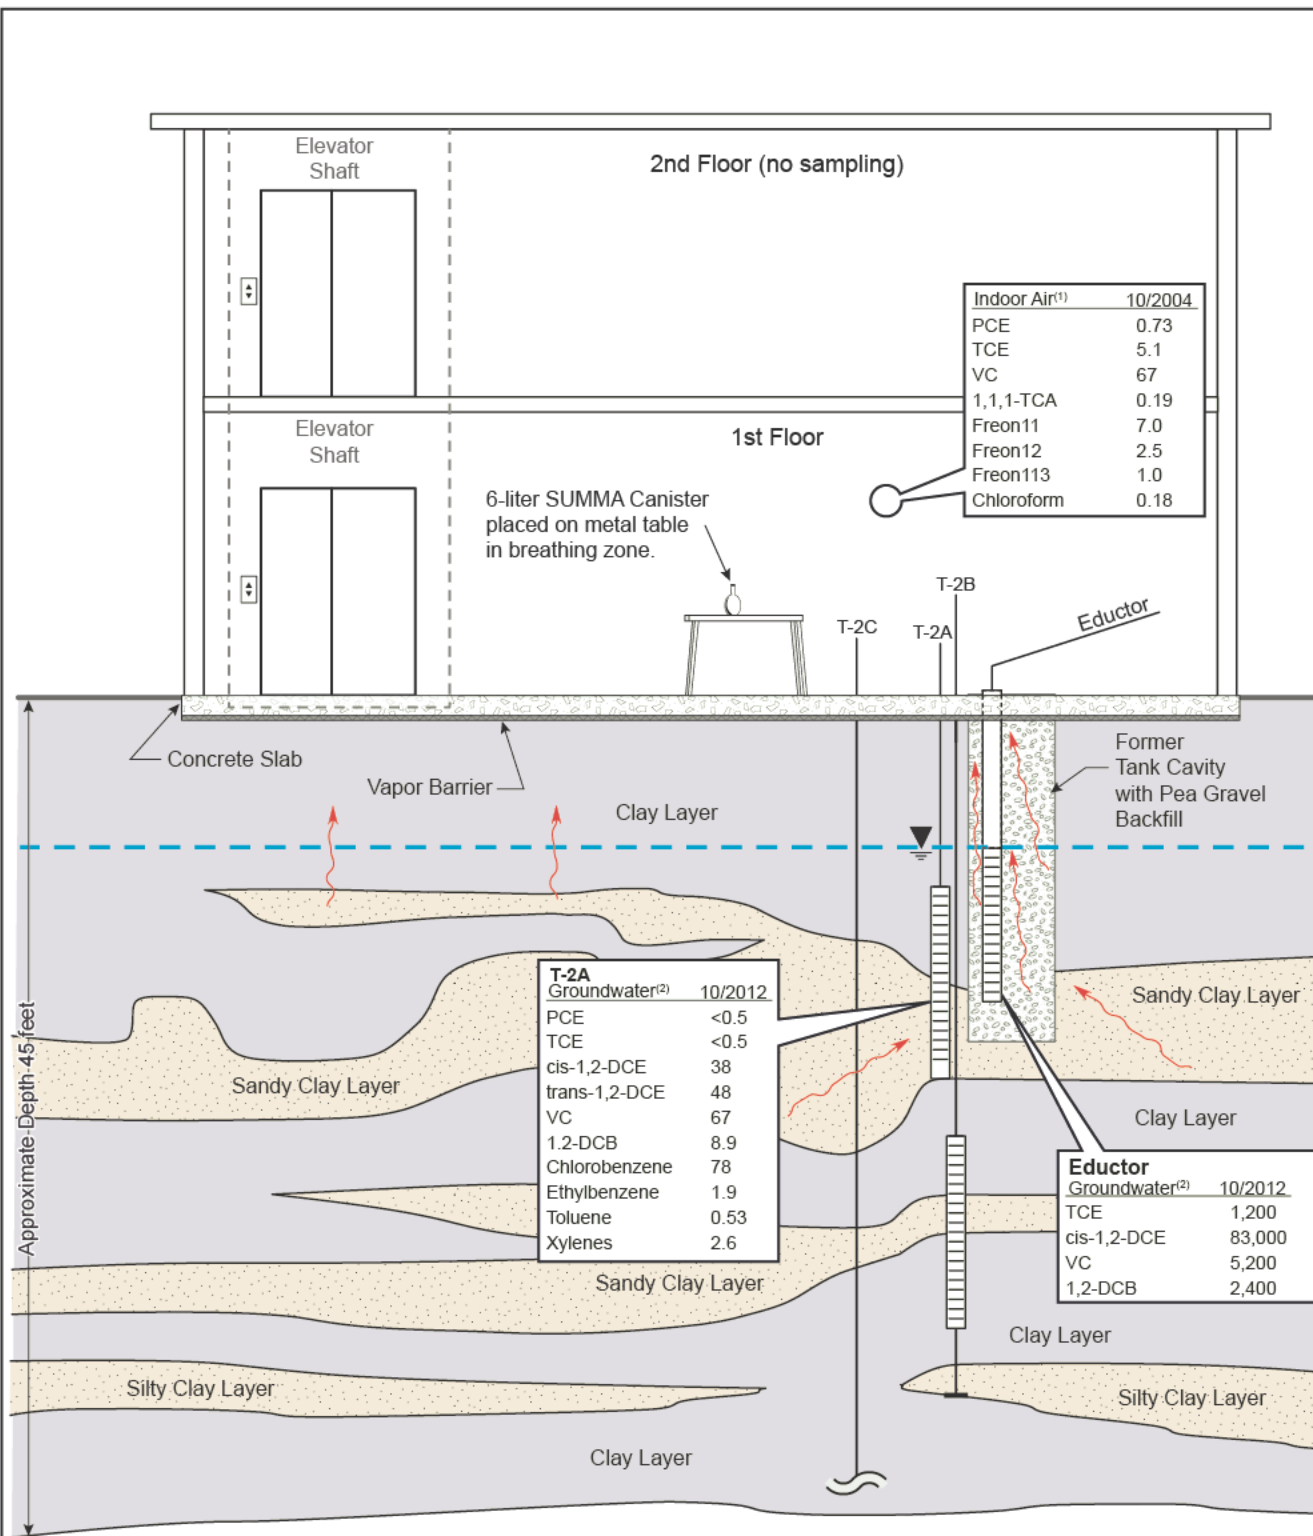 Elevator
Shaft
2nd Floor (no sampling)
Indoor Air(1) 10/2004
PCE 0.73
TCE 5.1
VC 67
1,1,1-TCA 0.19
Freon11 7.0
Freon12 2.5
Freon113 1.0
Chloroform 0.18
Elevator
Shaft
1st Floor
6-liter SUMMA Canister
placed on metal table
in breathing zone.
T-2B
T-2C
T-2A
Eductor
Concrete Slab
Vapor Barrier
Former
Tank Cavity
with Pea Gravel
Backfill
Clay Layer
Approximate Depth 45 feet
T-2A
Groundwater(2) 10/2012
PCE <0.5
TCE <0.5
cis-1,2-DCE 38
trans-1,2-DCE 48
VC 67
1.2-DCB 8.9
Chlorobenzene 78
Ethylbenzene 1.9
Toluene 0.53
Xylenes 2.6
Sandy Clay Layer
Sandy Clay Layer
Clay Layer
Eductor
Groundwater(2) 10/2012
TCE 1,200
cis-1,2-DCE 83,000
VC 5,200
1,2-DCB 2,400
Sandy Clay Layer
Clay Layer
Silty Clay Layer
Silty Clay Layer
Clay Layer